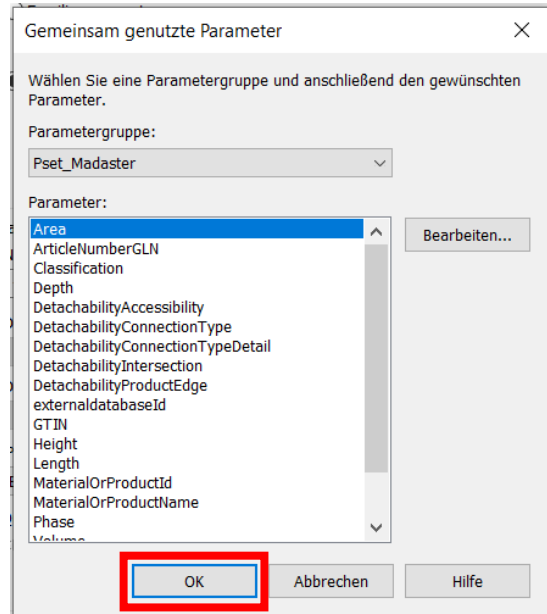 Gemeinsam genutzte Parameter
Wählen Sie eine Parametergruppe und anschließend den gewünschten
Parameter.
Parametergruppe:
Pset_Madaster
Parameter:
Area
Bearbeiten...
ArticleNumberGLN
Classification
Depth
DetachabilityAccessibility
DetachabilityConnectionType
DetachabilityConnectionTypeDetail
DetachabilityIntersection
DetachabilityProductEdge
externaldatabaseId
GTIN
Height
Length
MaterialOrProductId
MaterialOrProductName
Phase
Volume
OK
Abbrechen
Hilfe